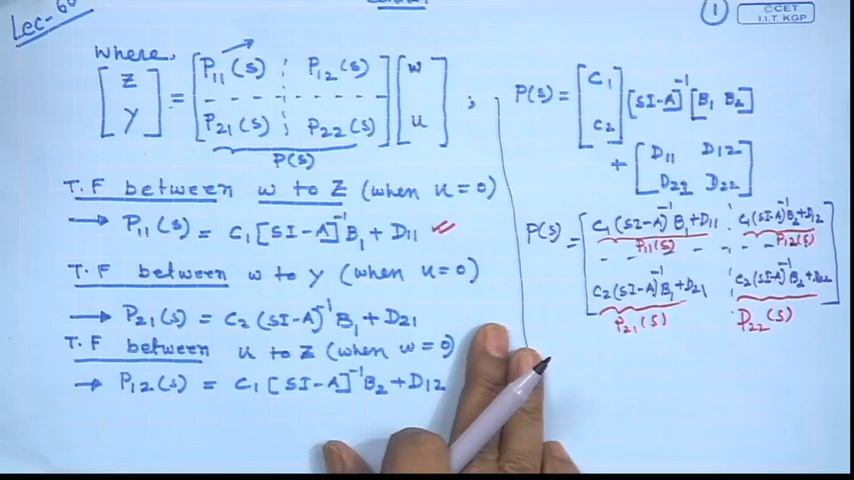 Lec-60
1
©CET
I.I.T. KGP
where,
[z; y] = [P11(s) P12(s); P21(s) P22(s)] [w; u] ;
P(s)
T.F between w to z (when u=0)
→ P11(s) = C1[SI-A]^-1 B1 + D11
T.F between w to y (when u=0)
→ P21(s) = C2(SI-A)^-1 B1 + D21
T.F between u to z (when w=0)
→ P12(s) = C1[SI-A]^-1 B2 + D12
P(s) = [C1; C2] [SI-A]^-1 [B1 B2]
+ [D11 D12; D21 D22]
P(s) = [C1(SI-A)^-1 B1+D11 C1(SI-A)^-1 B2+D12
P11(s) P12(s)
C2(SI-A)^-1 B1+D21 C2(SI-A)^-1 B2+D22]
P21(s) P22(s)